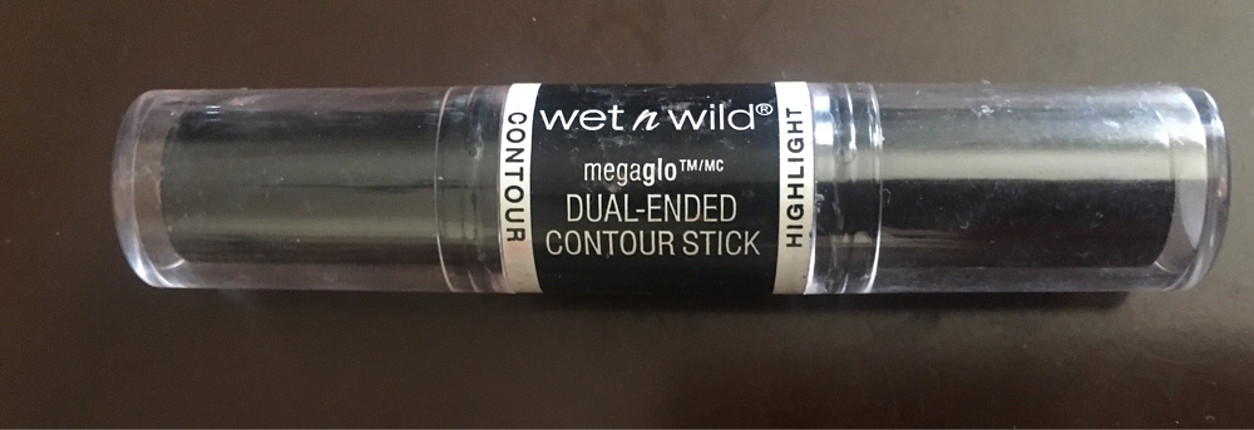 CONTOUR
wet n wild®
megaglo™/MC
DUAL-ENDED
CONTOUR STICK
HIGHLIGHT